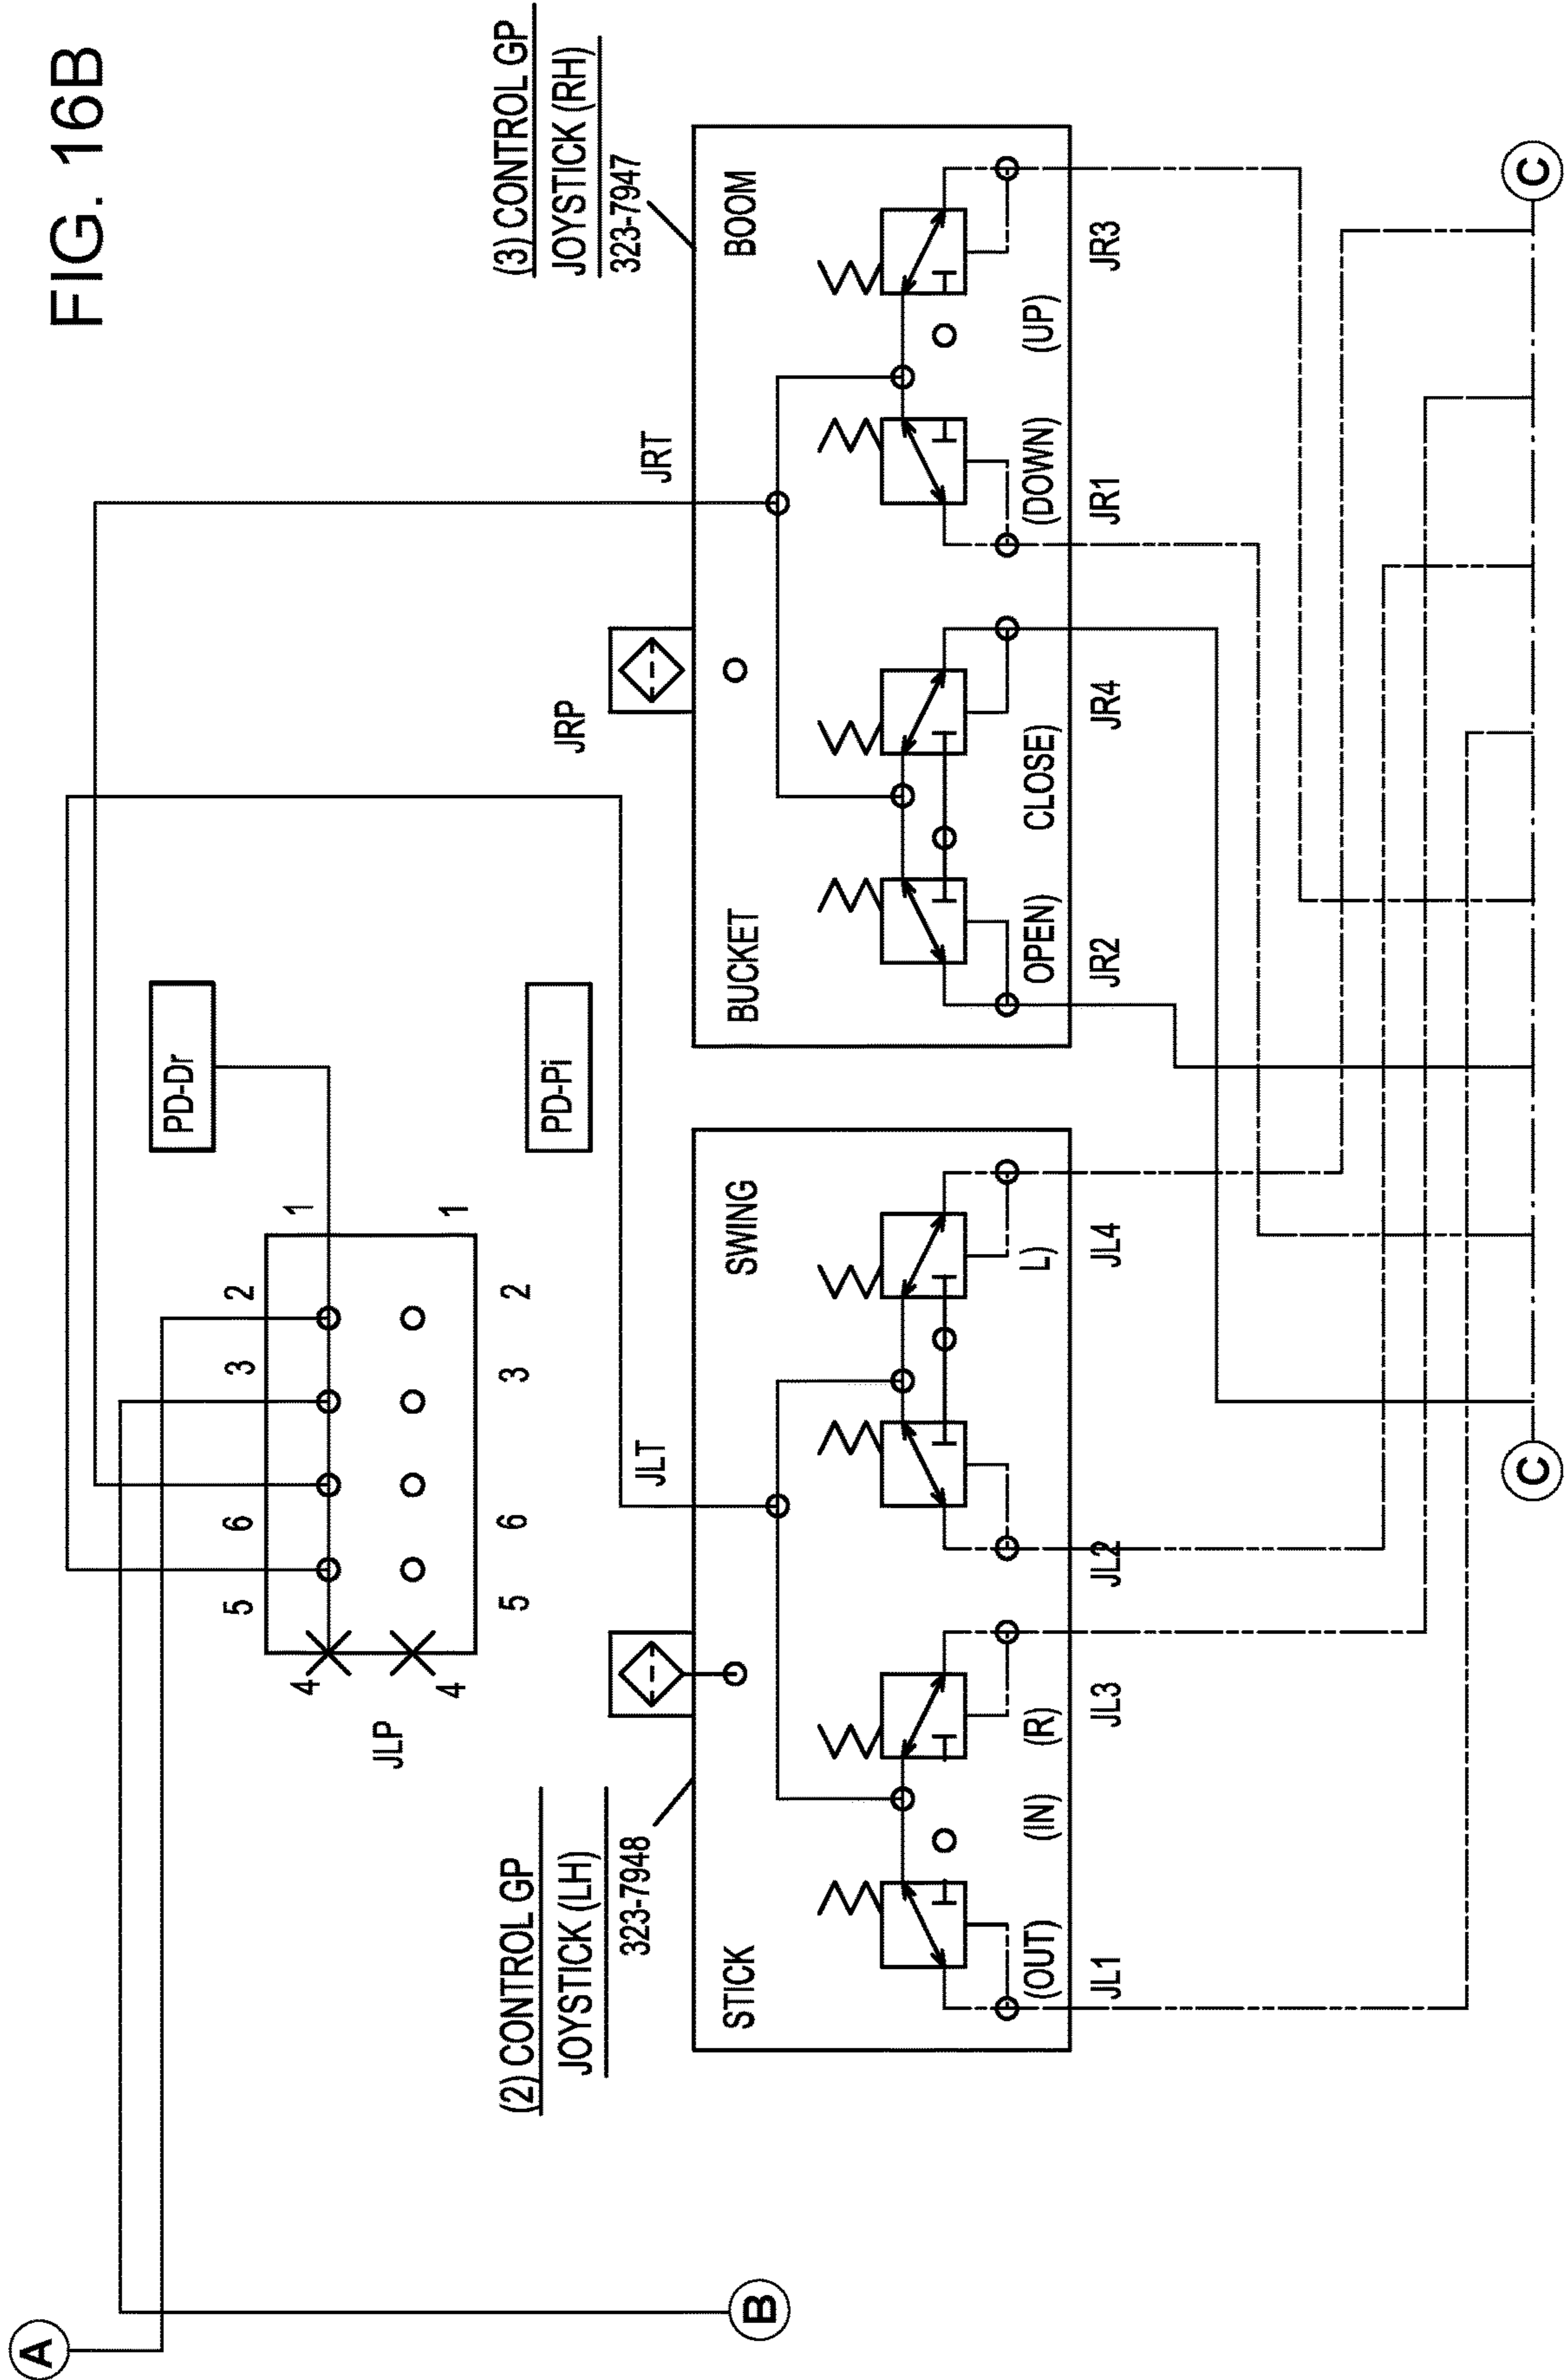 FIG. 16B
A
B
PD-Dr
PD-Pi
5 6 3 2 1
4
4
5 6 3 2 1
JLP
JLT
JRP
JRT
(2) CONTROL GP
JOYSTICK (LH)
323-7948
(3) CONTROL GP
JOYSTICK (RH)
323-7947
STICK
SWING
BUCKET
BOOM
(OUT)
(IN)
(R)
L)
OPEN)
CLOSE)
(DOWN)
(UP)
JL1
JL3
JL2
JL4
JR2
JR4
JR1
JR3
C
C